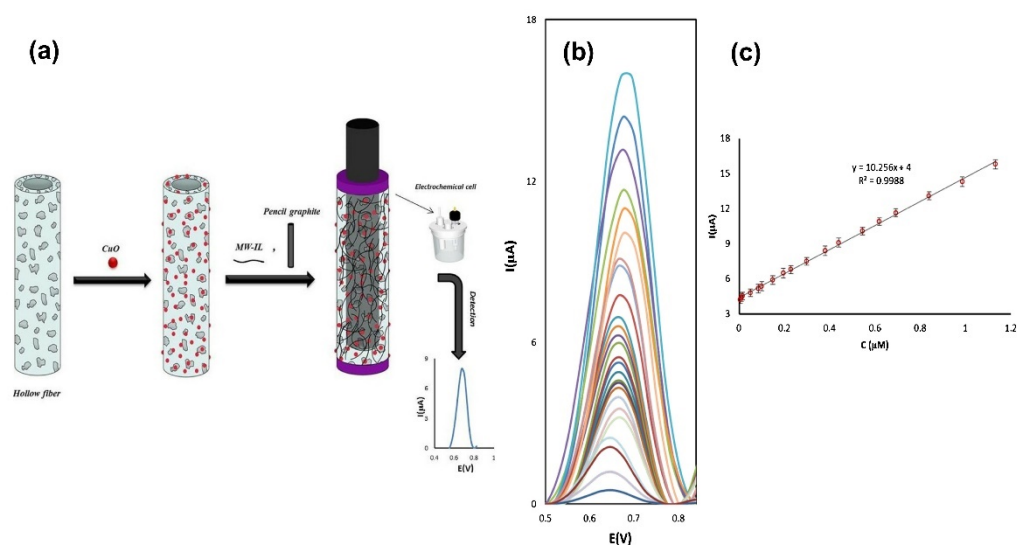 (a)
CuO
Hollow fiber
MW-IL ,
Pencil graphite
Electrochemical cell
Detection
I(µA)
9
6
3
0
0.4 0.6 0.8 1
E(V)
(b)
I(µA)
18
12
6
0
0.5 0.6 0.7 0.8
E(V)
(c)
I(µA)
18
15
12
9
6
3
y = 10.256x + 4
R² = 0.9988
0 0.2 0.4 0.6 0.8 1 1.2
C (µM)